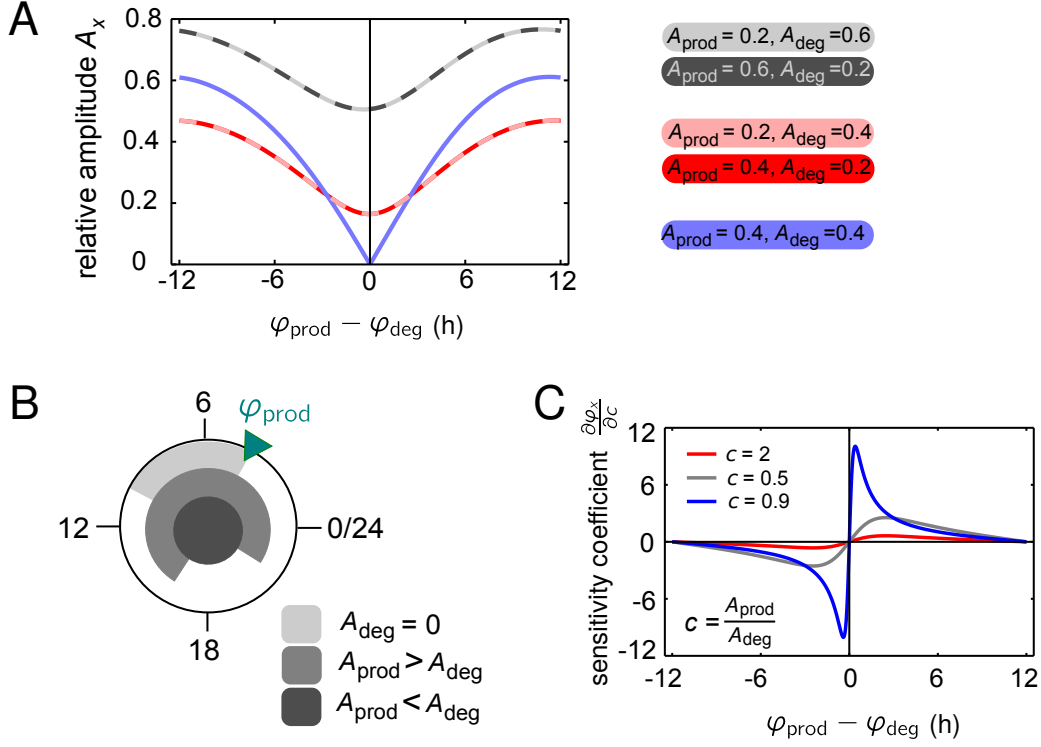 A
relative amplitude Aₓ
0.8
0.6
0.4
0.2
0
-12
-6
0
6
12
φprod − φdeg (h)
Aprod = 0.2, Adeg =0.6
Aprod = 0.6, Adeg =0.2
Aprod = 0.2, Adeg =0.4
Aprod = 0.4, Adeg =0.2
Aprod = 0.4, Adeg =0.4
B
6
φprod
12
0/24
18
Adeg = 0
Aprod > Adeg
Aprod < Adeg
C
sensitivity coefficient ∂φₓ/∂c
12
6
0
-6
-12
c = 2
c = 0.5
c = 0.9
c = Aprod/Adeg
-12
-6
0
6
12
φprod − φdeg (h)